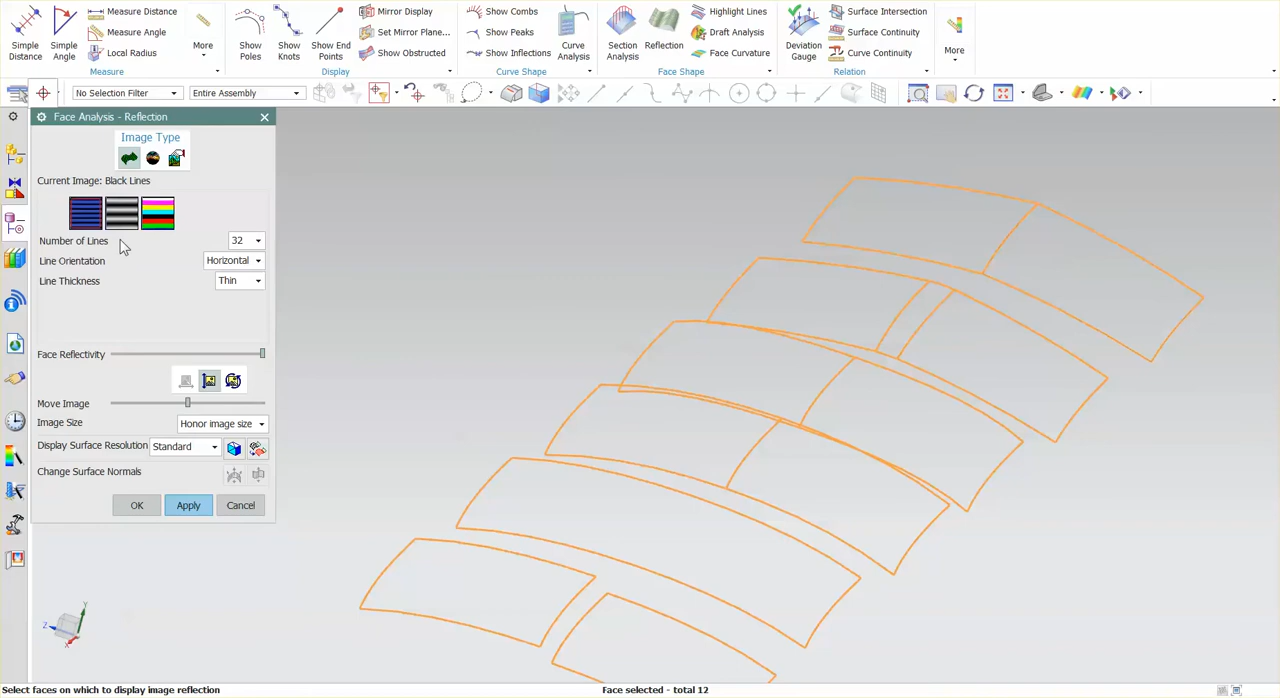 Simple Distance
Simple Angle
Measure Distance
Measure Angle
Local Radius
More
Measure
Show Poles
Show Knots
Show End Points
Mirror Display
Set Mirror Plane...
Show Obstructed
Display
Show Combs
Show Peaks
Show Inflections
Curve Analysis
Curve Shape
Section Analysis
Reflection
Highlight Lines
Draft Analysis
Face Curvature
Face Shape
Deviation Gauge
Surface Intersection
Surface Continuity
Curve Continuity
Relation
More
No Selection Filter
Entire Assembly
Face Analysis - Reflection
Image Type
Current Image: Black Lines
Number of Lines 32
Line Orientation Horizontal
Line Thickness Thin
Face Reflectivity
Move Image
Image Size Honor image size
Display Surface Resolution Standard
Change Surface Normals
OK Apply Cancel
Y
Z
X
Select faces on which to display image reflection
Face selected - total 12